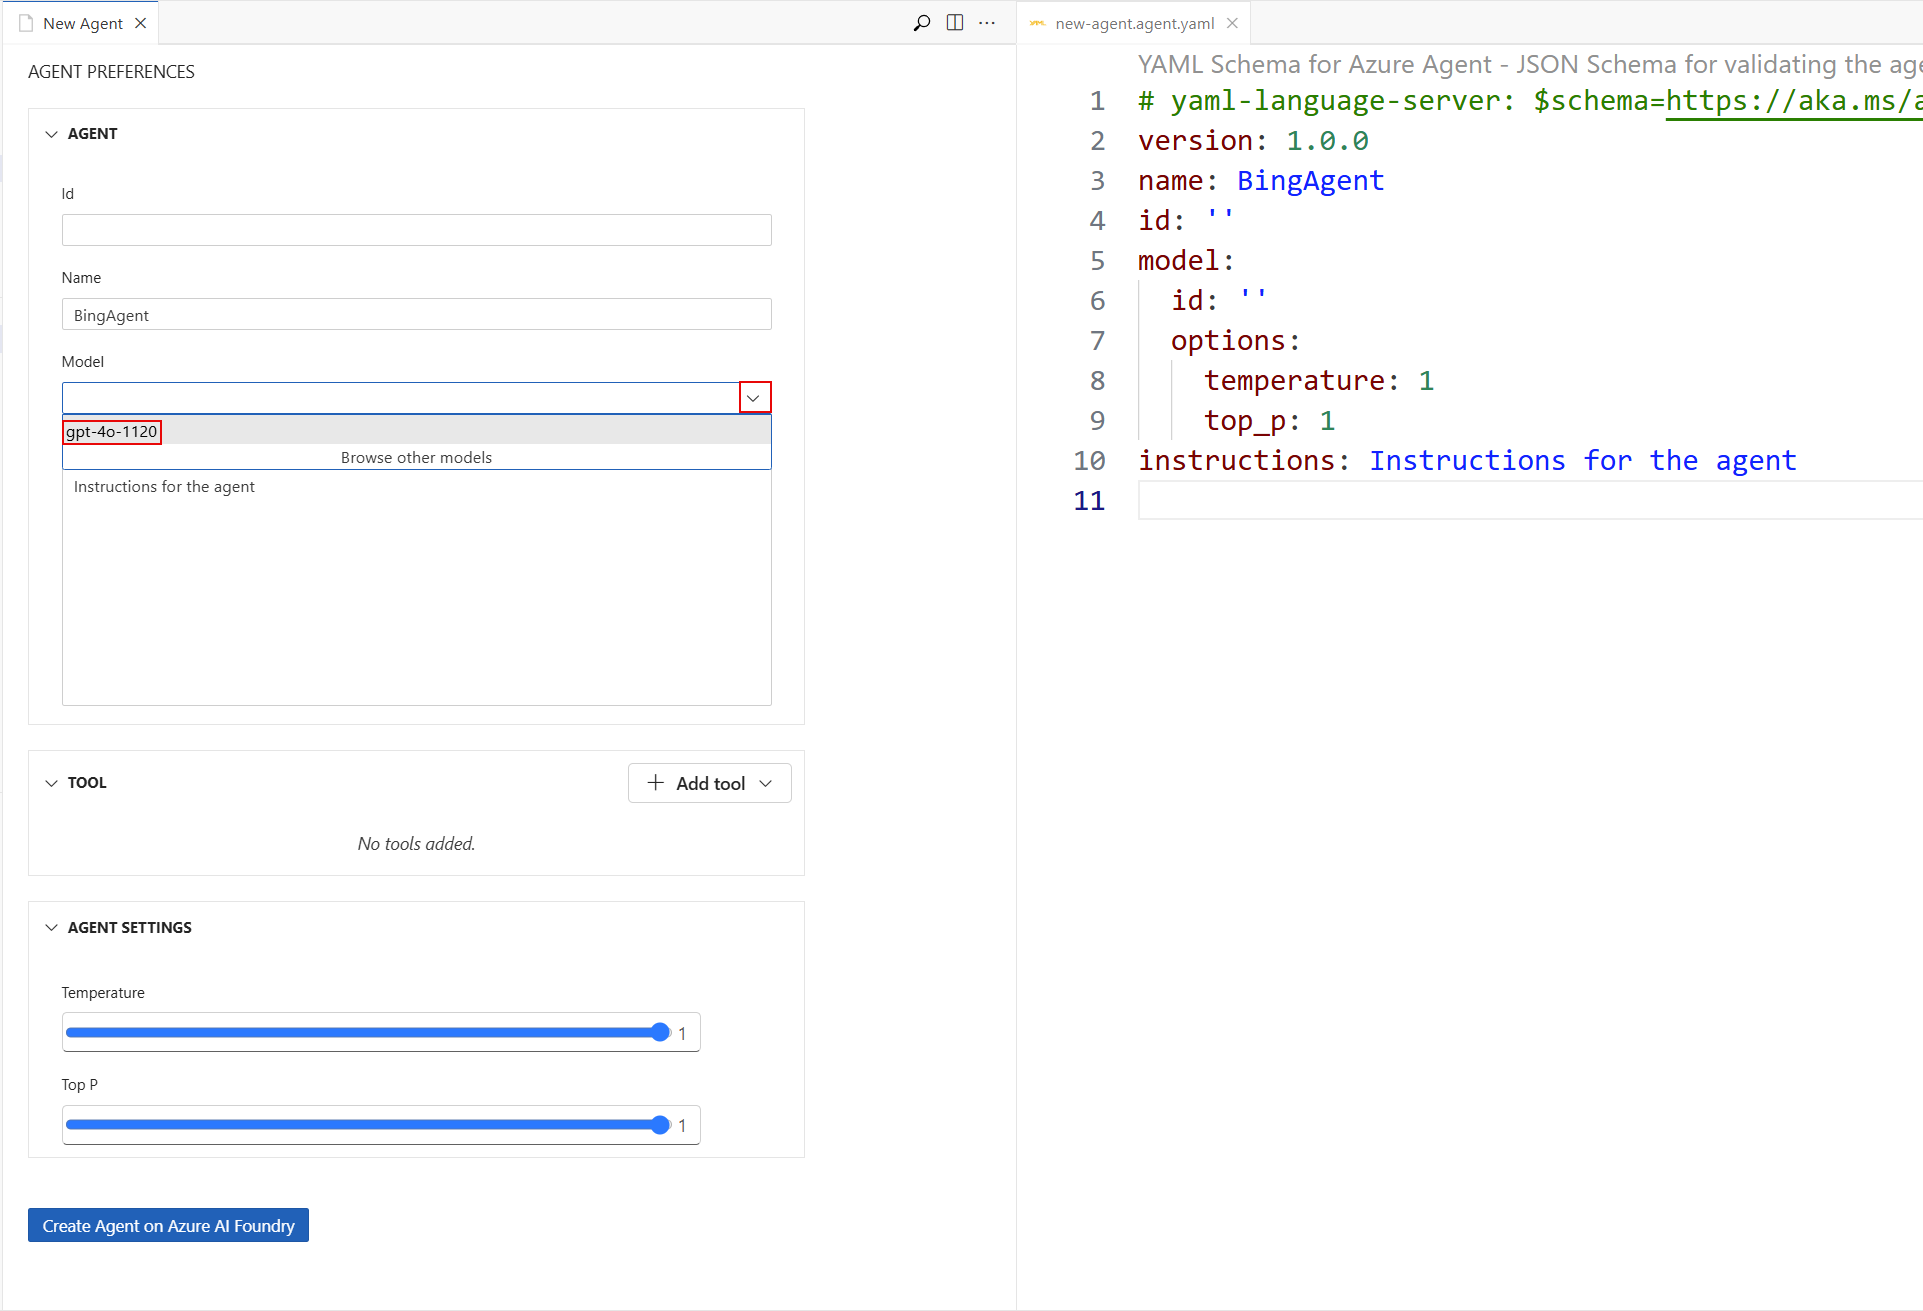 New Agent
AGENT PREFERENCES
AGENT
Id
Name
BingAgent
Model
gpt-4o-1120
Browse other models
Instructions for the agent
TOOL
Add tool
No tools added.
AGENT SETTINGS
Temperature
1
Top P
1
Create Agent on Azure AI Foundry
new-agent.agent.yaml
YAML Schema for Azure Agent - JSON Schema for validating the age
1 # yaml-language-server: $schema=https://aka.ms/a
2 version: 1.0.0
3 name: BingAgent
4 id: ''
5 model:
6 id: ''
7 options:
8 temperature: 1
9 top_p: 1
10 instructions: Instructions for the agent
11